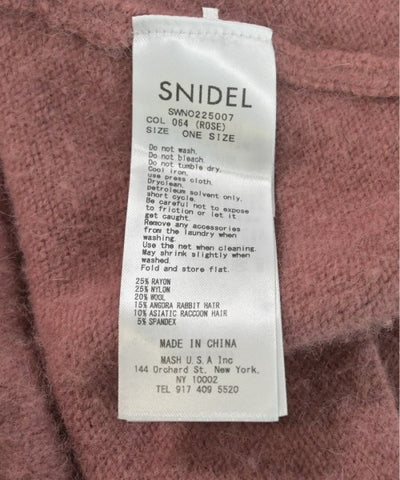 SNIDEL
SWNO225007
COL 064 (ROSE)
SIZE ONE SIZE
Do not wash.
Do not bleach.
Do not tumble dry.
Cool iron.
use press cloth.
Dryclean.
petroleum solvent only.
short cycle.
Be careful not to expose
to friction or let it
get caught.
Remove any accessories
from the laundry when
washing.
Use the net when cleaning.
May shrink slightly when
washed.
Fold and store flat.
25% RAYON
25% NYLON
20% WOOL
15% ANGORA RABBIT HAIR
10% ASIATIC RACCOON HAIR
5% SPANDEX
MADE IN CHINA
MASH U.S.A Inc
144 Orchard St. New York.
NY 10002
TEL 917 409 5520